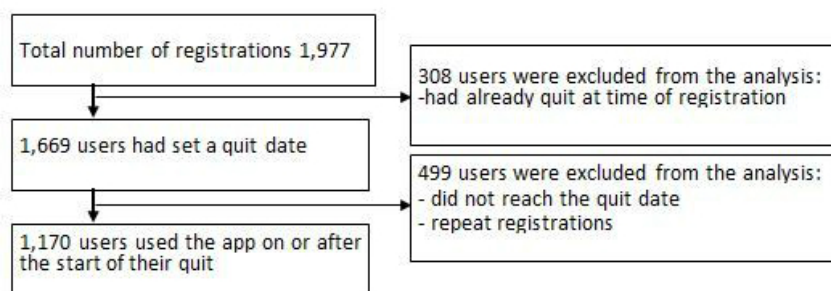 Total number of registrations 1,977
308 users were excluded from the analysis:
-had already quit at time of registration
1,669 users had set a quit date
499 users were excluded from the analysis:
- did not reach the quit date
- repeat registrations
1,170 users used the app on or after
the start of their quit